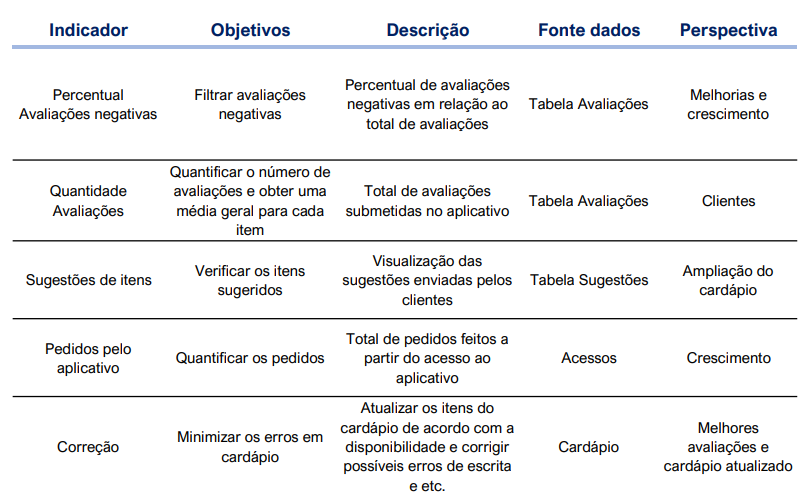 Indicador Objetivos Descrição Fonte dados Perspectiva
Percentual
Avaliações negativas
Filtrar avaliações
negativas
Percentual de avaliações
negativas em relação ao
total de avaliações
Tabela Avaliações
Melhorias e
crescimento
Quantidade
Avaliações
Quantificar o número de
avaliações e obter uma
média geral para cada
item
Total de avaliações
submetidas no aplicativo
Tabela Avaliações
Clientes
Sugestões de itens
Verificar os itens
sugeridos
Visualização das
sugestões enviadas pelos
clientes
Tabela Sugestões
Ampliação do
cardápio
Pedidos pelo
aplicativo
Quantificar os pedidos
Total de pedidos feitos a
partir do acesso ao
aplicativo
Acessos
Crescimento
Correção
Minimizar os erros em
cardápio
Atualizar os itens do
cardápio de acordo com a
disponibilidade e corrigir
possíveis erros de escrita
e etc.
Cardápio
Melhores
avaliações e
cardápio atualizado